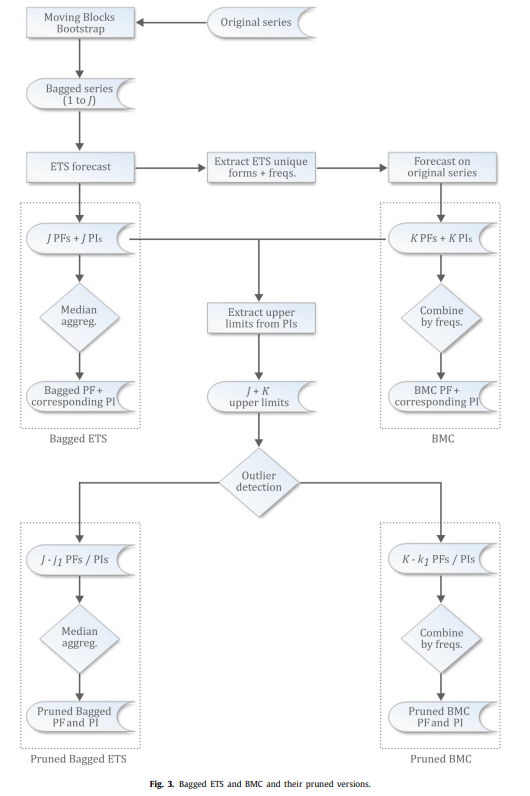 Moving Blocks
Bootstrap
Original series
Bagged series
(1 to J)
ETS forecast
Extract ETS unique
forms + freqs.
Forecast on
original series
J PFs + J PIs
K PFs + K PIs
Median
aggreg.
Extract upper
limits from PIs
Combine
by freqs.
Bagged PF +
corresponding PI
J + K
upper limits
BMC PF +
corresponding PI
Bagged ETS
BMC
Outlier
detection
J - j1 PFs / PIs
K - k1 PFs / PIs
Median
aggreg.
Combine
by freqs.
Pruned Bagged
PF and PI
Pruned BMC
PF and PI
Pruned Bagged ETS
Pruned BMC
Fig. 3. Bagged ETS and BMC and their pruned versions.